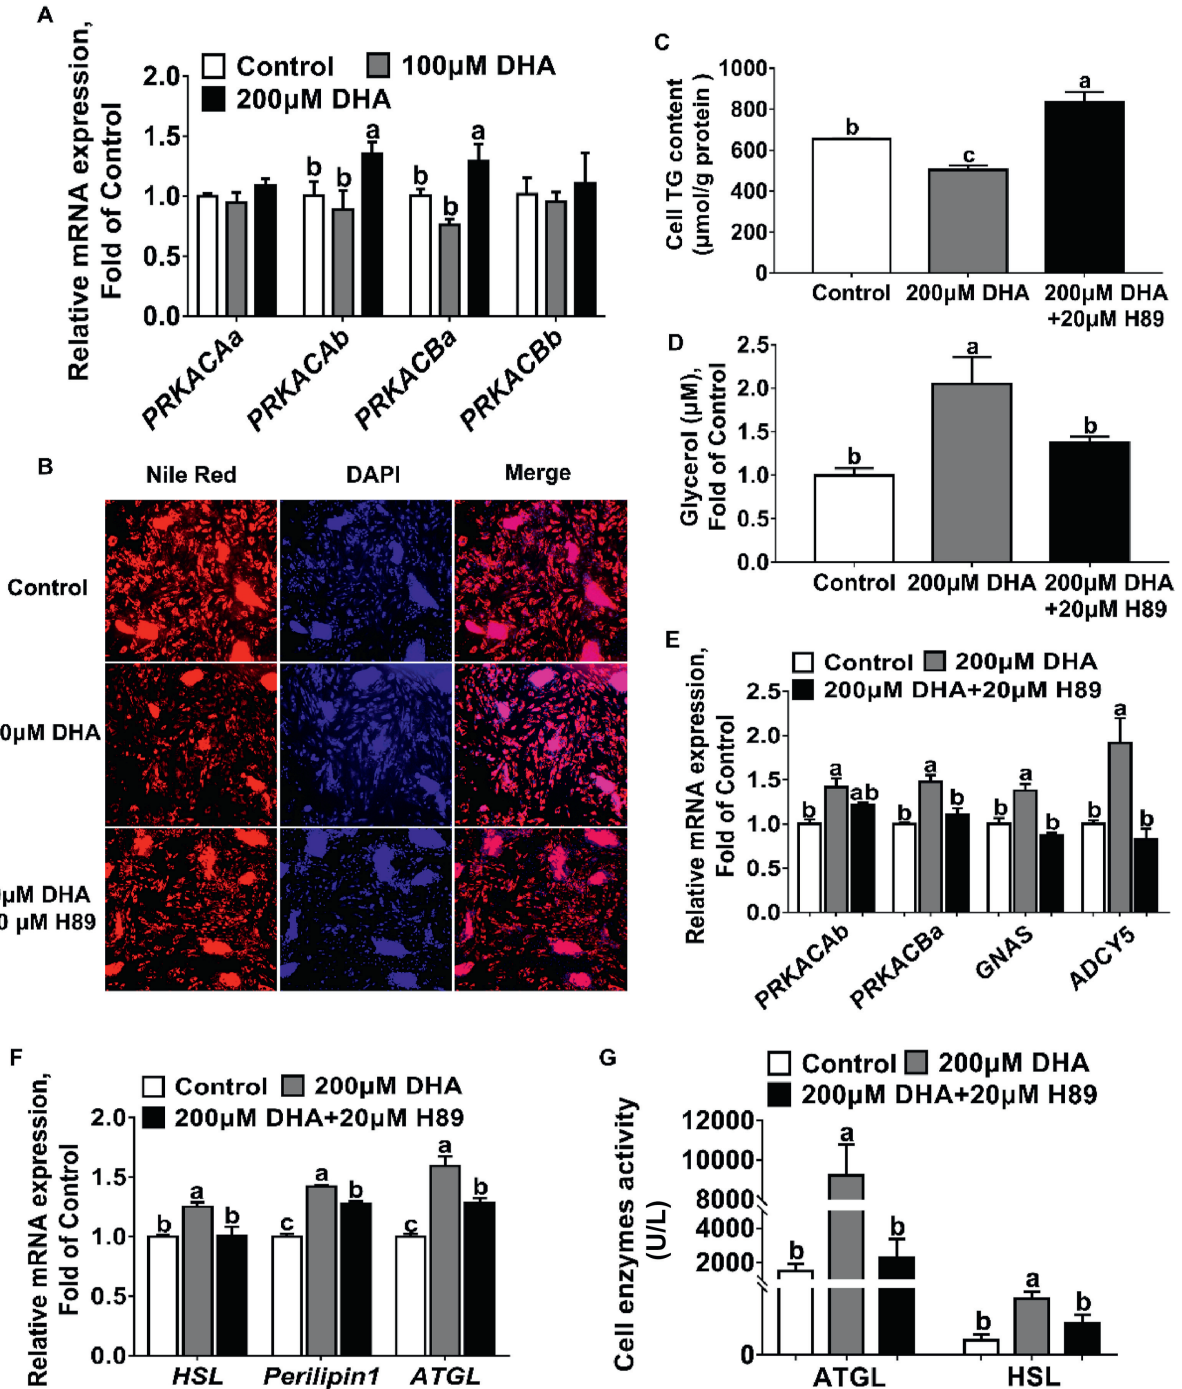 A
Relative mRNA expression,
Fold of Control
Control
100µM DHA
200µM DHA
2.0
1.5
1.0
0.5
0.0
b
b
a
b
b
a
PRKACAa
PRKACAb
PRKACBa
PRKACBb
B
Nile Red
DAPI
Merge
Control
0µM DHA
µM DHA
0 µM H89
C
Cell TG content
(µmol/g protein )
1000
800
600
400
200
0
b
c
a
Control
200µM DHA
200µM DHA
+20µM H89
D
Glycerol (µM),
Fold of Control
2.5
2.0
1.5
1.0
0.5
0.0
b
a
b
Control
200µM DHA
200µM DHA
+20µM H89
E
Relative mRNA expression,
Fold of Control
Control
200µM DHA
200µM DHA+20µM H89
2.5
2.0
1.5
1.0
0.5
0.0
b
a
ab
b
a
b
b
a
b
b
a
b
PRKACAb
PRKACBa
GNAS
ADCY5
F
Relative mRNA expression,
Fold of Control
Control
200µM DHA
200µM DHA+20µM H89
2.0
1.5
1.0
0.5
0.0
b
a
b
c
a
b
c
a
b
HSL
Perilipin1
ATGL
G
Cell enzymes activity
(U/L)
Control
200µM DHA
200µM DHA+20µM H89
12000
10000
8000
4000
2000
0
b
a
b
b
a
b
ATGL
HSL